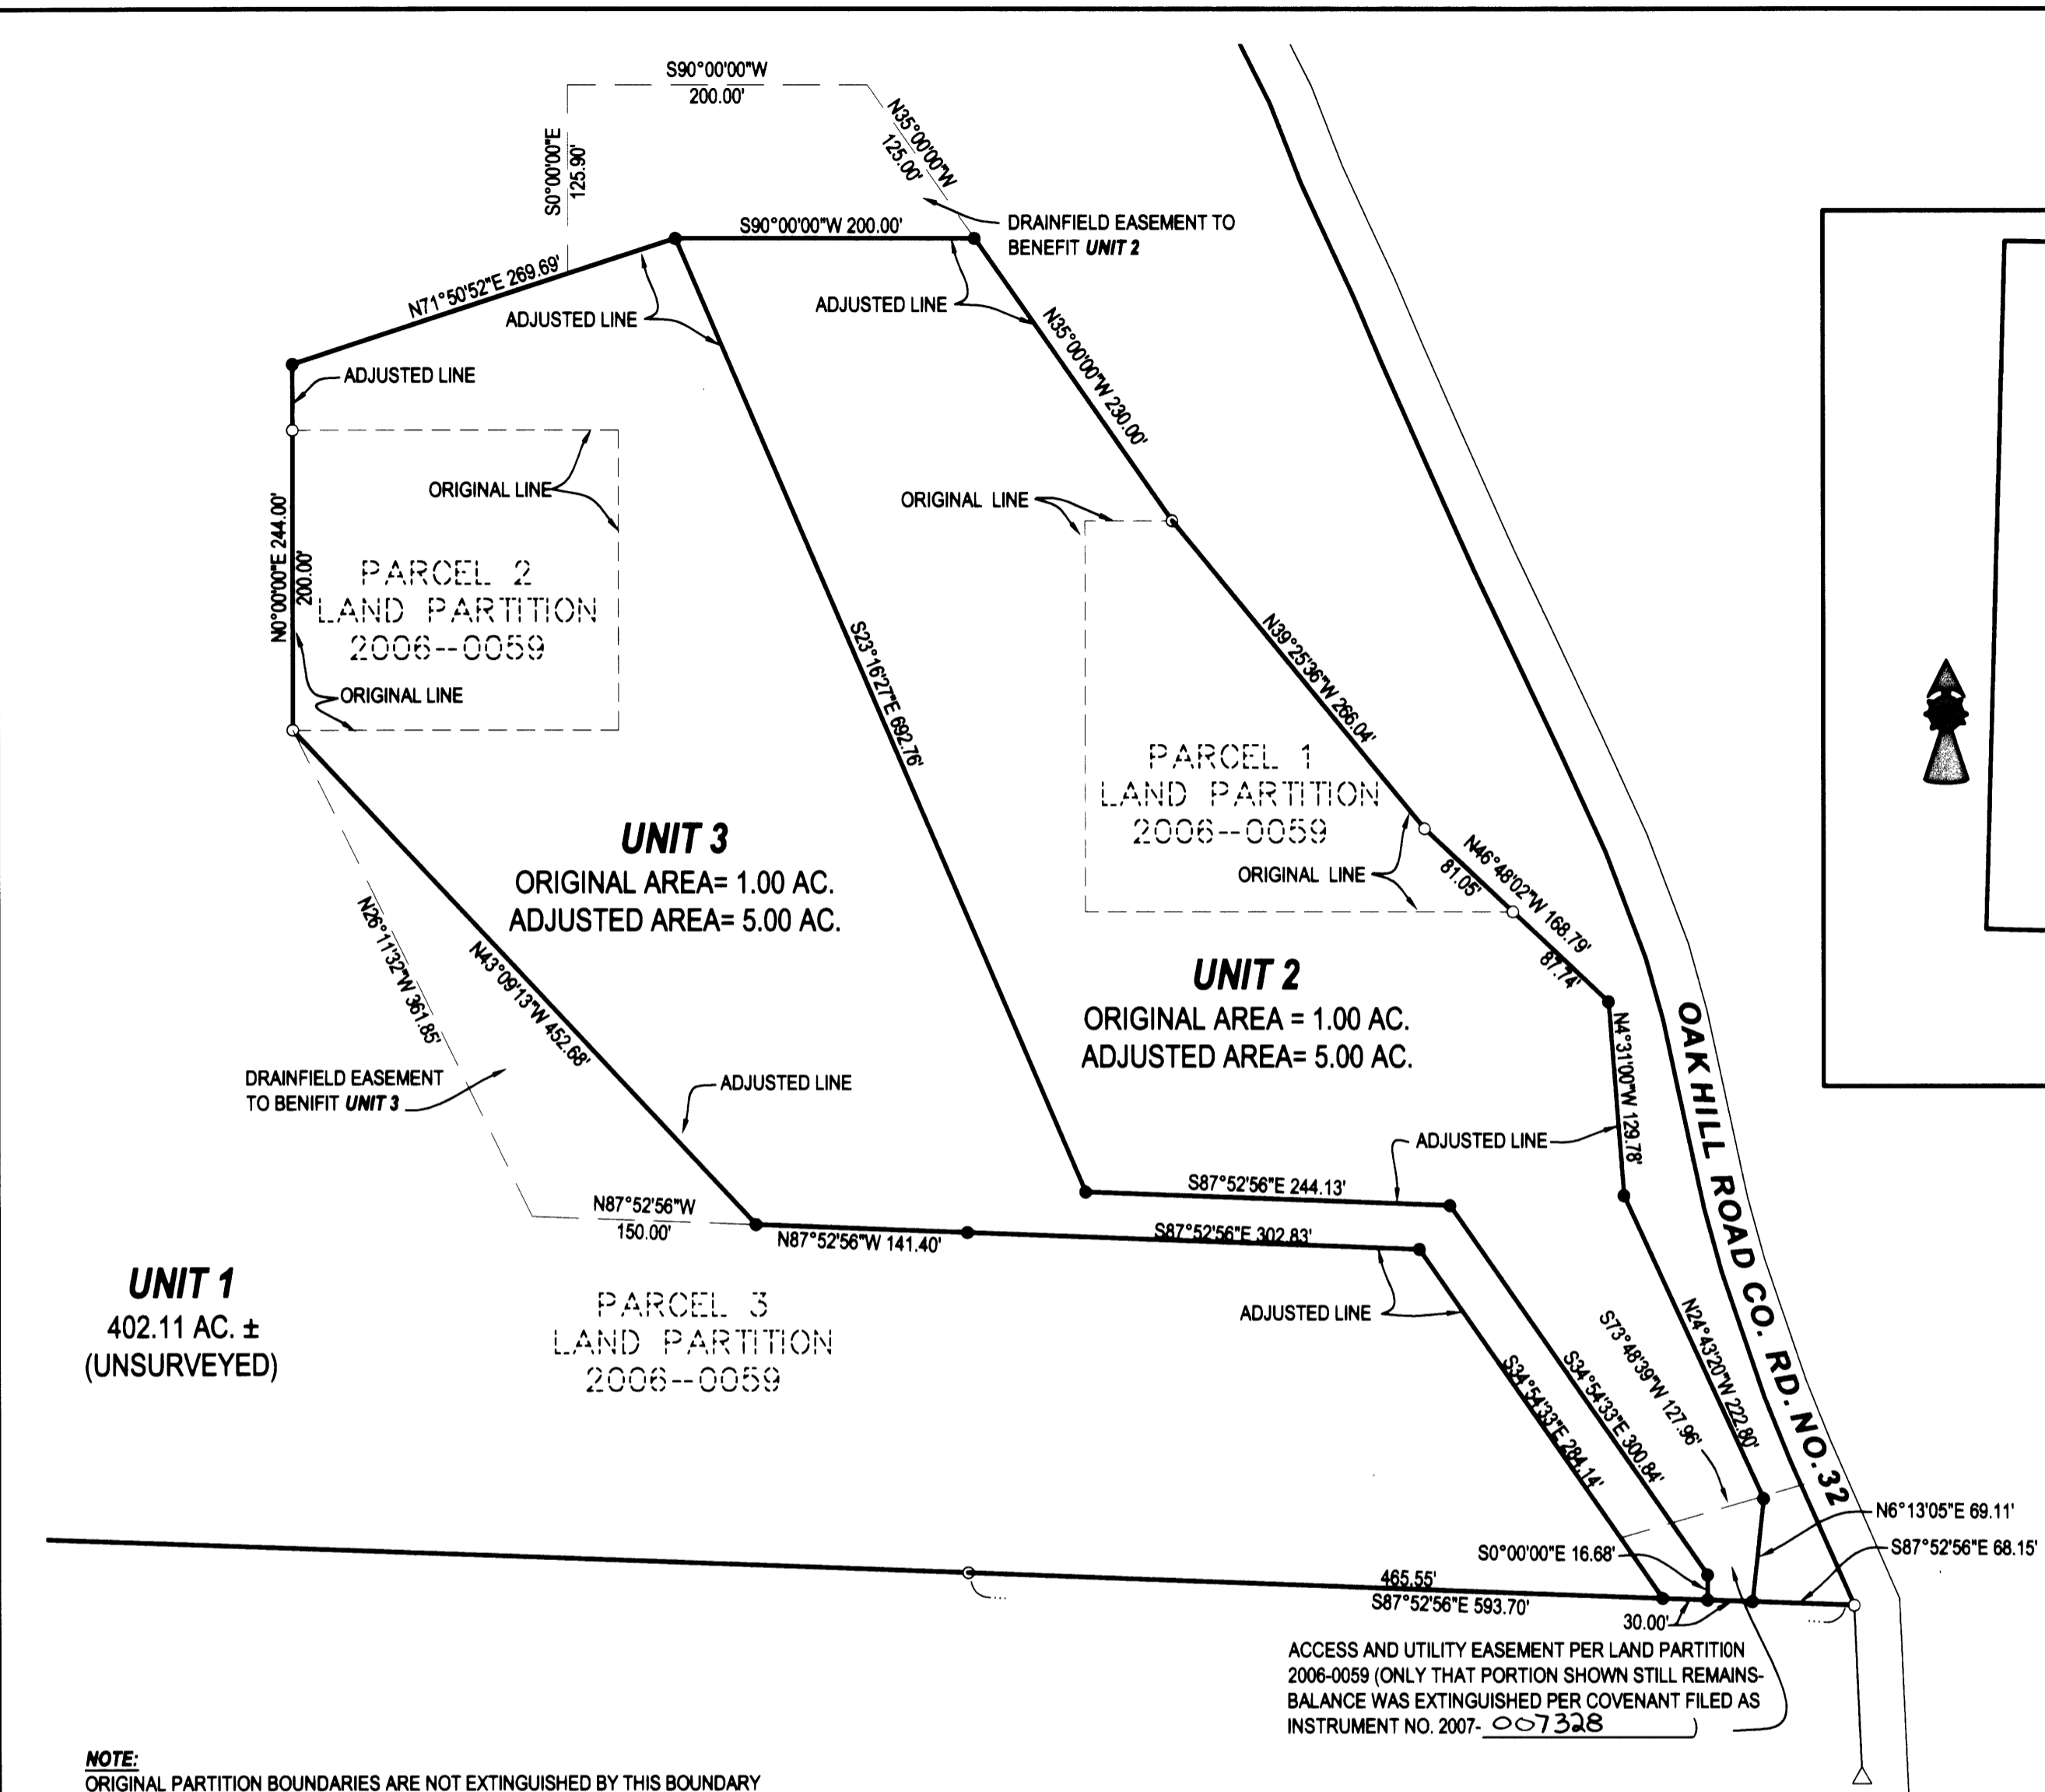 S90°00'00"W
200.00'
S0°00'00"E
125.90'
N35°00'00"W
125.00'
DRAINFIELD EASEMENT TO
BENEFIT UNIT 2
S90°00'00"W 200.00'
N71°50'52"E 269.69'
ADJUSTED LINE
ADJUSTED LINE
N35°00'00"W 230.00'
ADJUSTED LINE
ORIGINAL LINE
ORIGINAL LINE
N0°00'00"E 244.00'
200.00'
PARCEL 2
LAND PARTITION
2006--0059
ORIGINAL LINE
S23°16'27"E 692.76'
N39°25'36"W 266.04'
PARCEL 1
LAND PARTITION
2006--0059
ORIGINAL LINE
N46°48'02"W 168.79'
81.05'
87.74'
UNIT 3
ORIGINAL AREA= 1.00 AC.
ADJUSTED AREA= 5.00 AC.
N26°11'32"W 361.85'
N43°09'13"W 452.68'
UNIT 2
ORIGINAL AREA = 1.00 AC.
ADJUSTED AREA= 5.00 AC.
N4°31'00"W 129.78'
OAK HILL ROAD CO. RD. NO. 32
DRAINFIELD EASEMENT
TO BENIFIT UNIT 3
ADJUSTED LINE
ADJUSTED LINE
S87°52'56"E 244.13'
N87°52'56"W
150.00'
N87°52'56"W 141.40'
S87°52'56"E 302.83'
ADJUSTED LINE
UNIT 1
402.11 AC. ±
(UNSURVEYED)
PARCEL 3
LAND PARTITION
2006--0059
S34°54'33"E 284.14'
S34°54'33"E 300.84'
S73°48'39"W 127.96'
N24°43'20"W 222.80'
N6°13'05"E 69.11'
S87°52'56"E 68.15'
S0°00'00"E 16.68'
465.55'
S87°52'56"E 593.70'
30.00'
ACCESS AND UTILITY EASEMENT PER LAND PARTITION
2006-0059 (ONLY THAT PORTION SHOWN STILL REMAINS-
BALANCE WAS EXTINGUISHED PER COVENANT FILED AS
INSTRUMENT NO. 2007- 007328 )
NOTE:
ORIGINAL PARTITION BOUNDARIES ARE NOT EXTINGUISHED BY THIS BOUNDARY